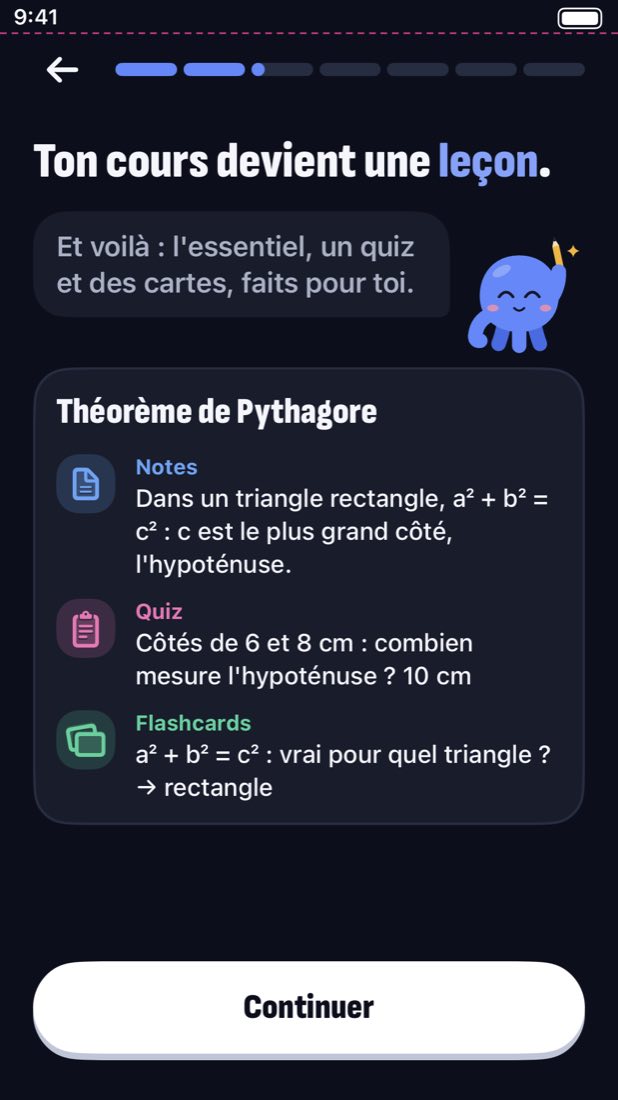 9:41
Ton cours devient une leçon.
Et voilà : l'essentiel, un quiz
et des cartes, faits pour toi.
Théorème de Pythagore
Notes
Dans un triangle rectangle, a² + b² =
c² : c est le plus grand côté,
l'hypoténuse.
Quiz
Côtés de 6 et 8 cm : combien
mesure l'hypoténuse ? 10 cm
Flashcards
a² + b² = c² : vrai pour quel triangle ?
→ rectangle
Continuer